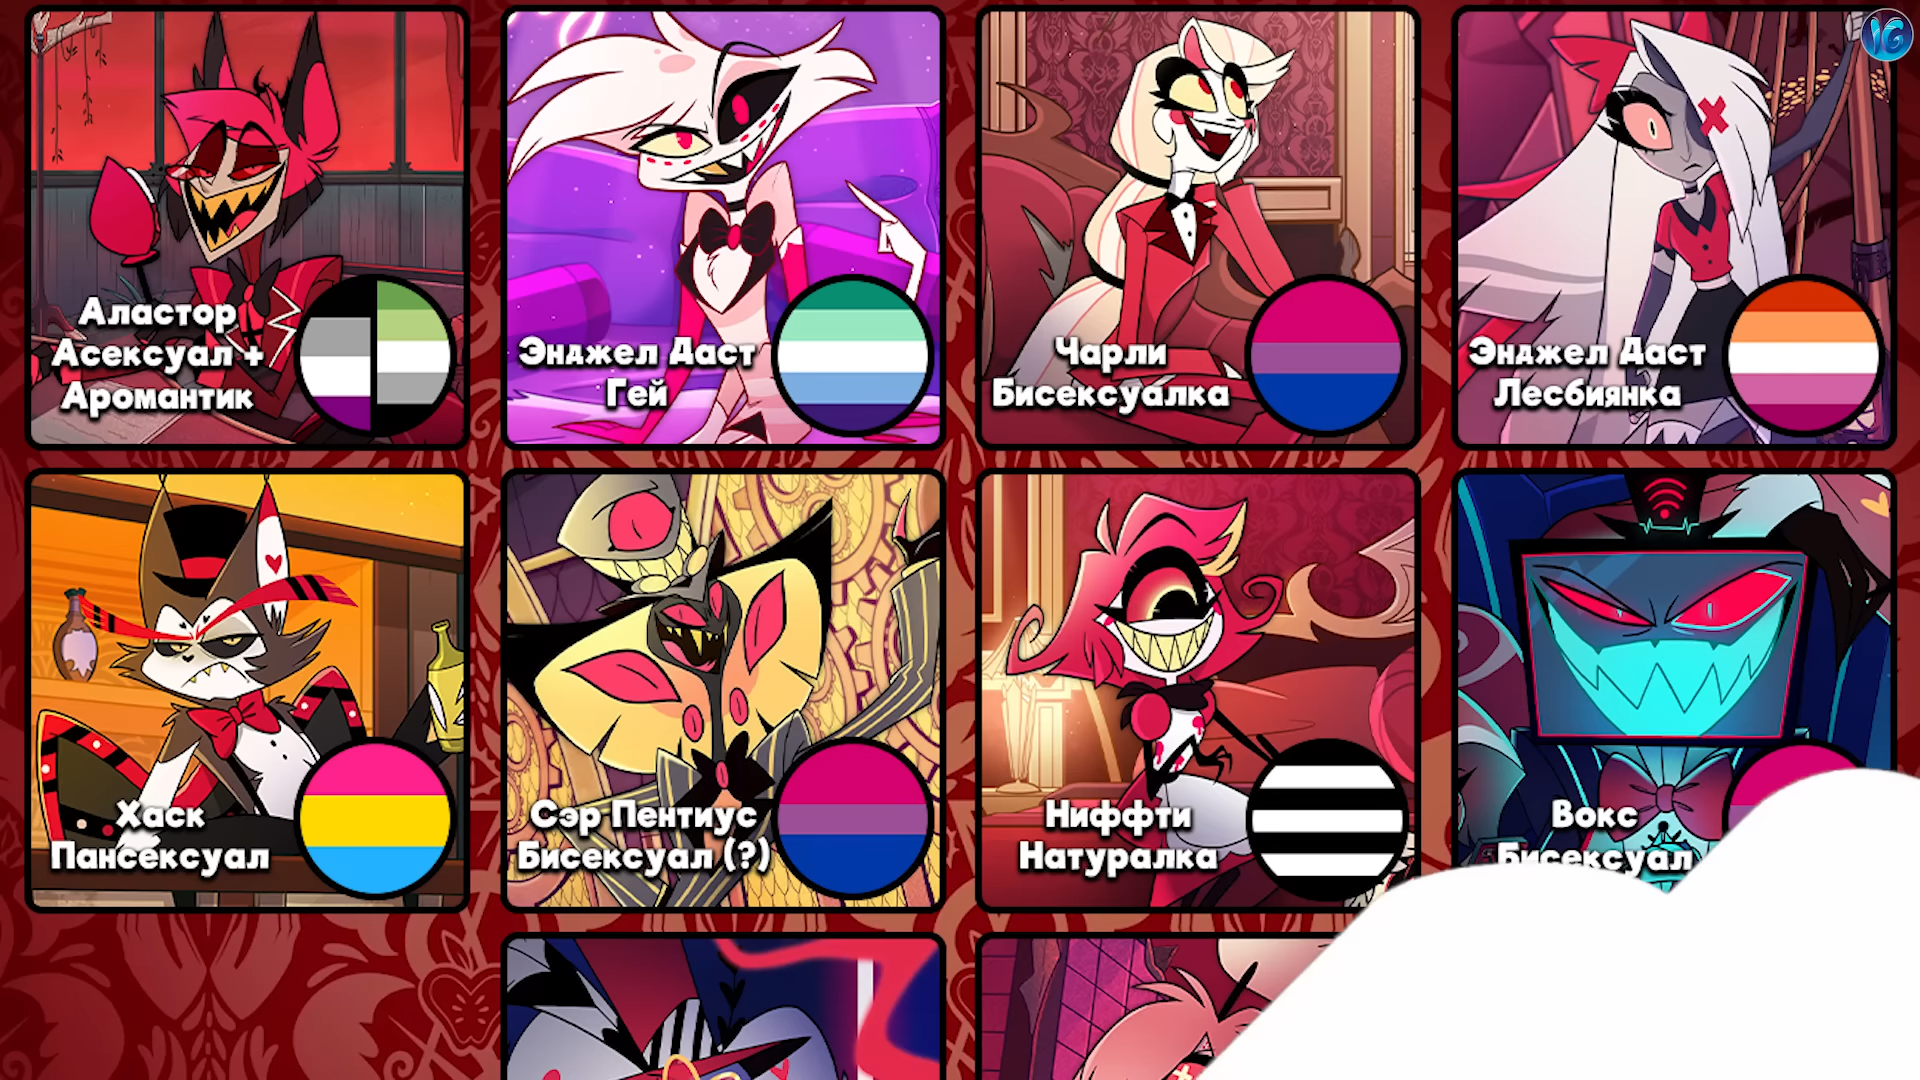 Аластор
Асексуал +
Аромантик
Энджел Даст
Гей
Чарли
Бисексуалка
Энджел Даст
Лесбиянка
Хаск
Пансексуал
Сэр Пентиус
Бисексуал (?)
Ниффти
Натуралка
Вокс
Бисексуал